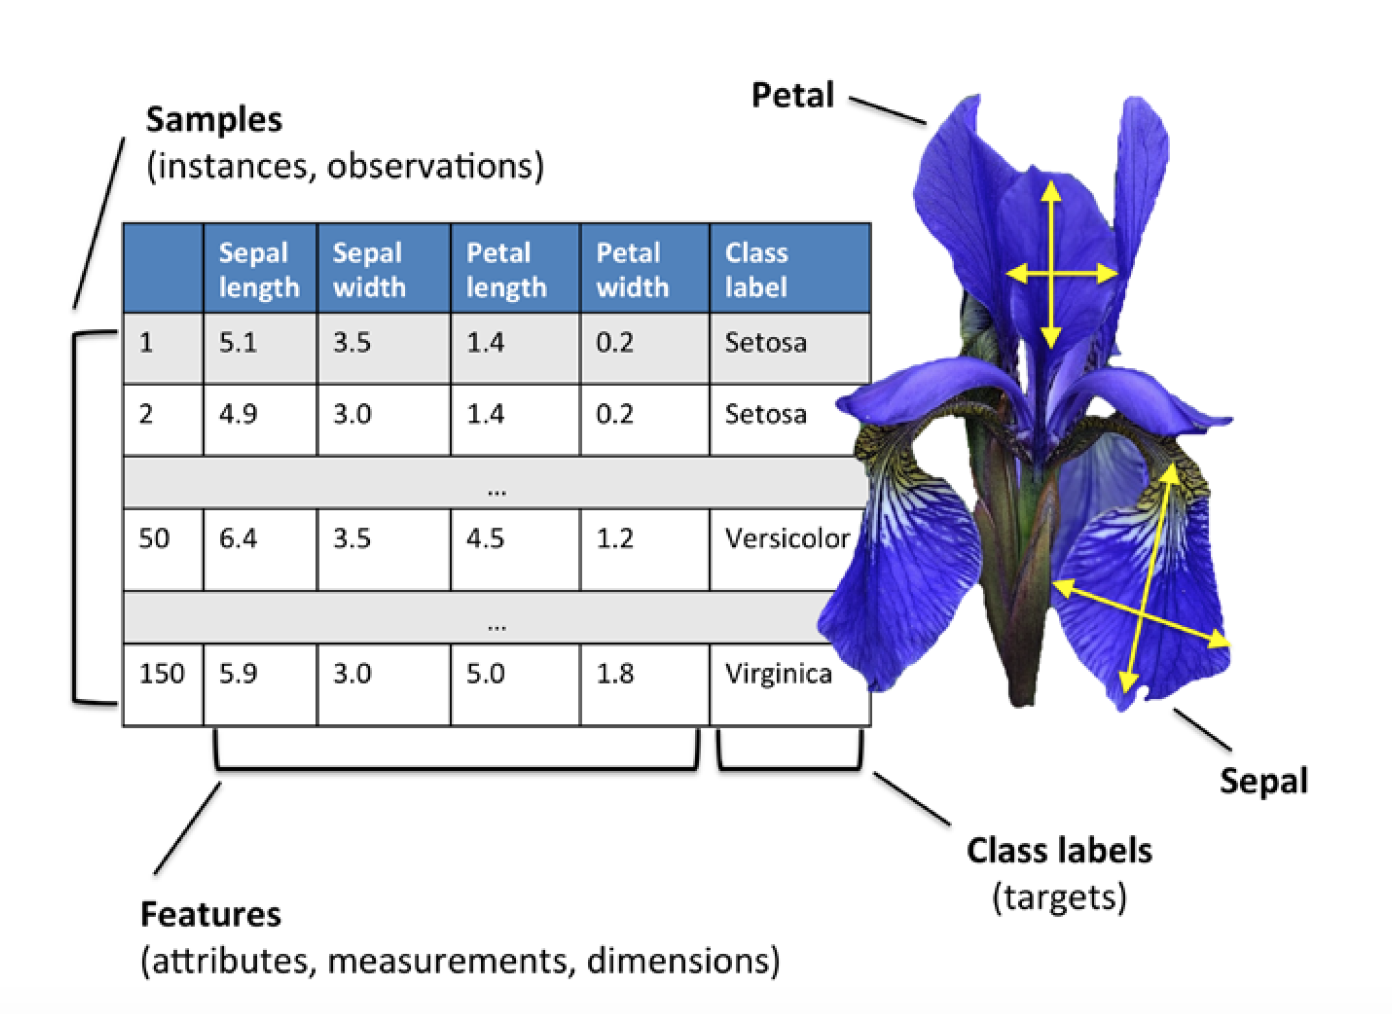 Petal
Samples
(instances, observations)
Sepal length Sepal width Petal length Petal width Class label
1 5.1 3.5 1.4 0.2 Setosa
2 4.9 3.0 1.4 0.2 Setosa
...
50 6.4 3.5 4.5 1.2 Versicolor
...
150 5.9 3.0 5.0 1.8 Virginica
Sepal
Class labels
(targets)
Features
(attributes, measurements, dimensions)